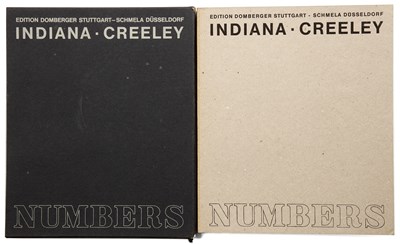 EDITION DOMBERGER STUTTGART – SCHMELA DÜSSELDORF
INDIANA · CREELEY
NUMBERS
EDITION DOMBERGER STUTTGART - SCHMELA DÜSSELDORF
INDIANA · CREELEY
NUMBERS